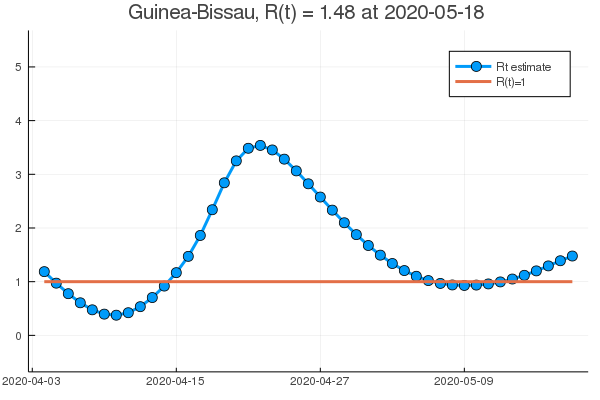 Guinea-Bissau, R(t) = 1.48 at 2020-05-18
5
4
3
2
1
0
Rt estimate
R(t)=1
2020-04-03 2020-04-15 2020-04-27 2020-05-09